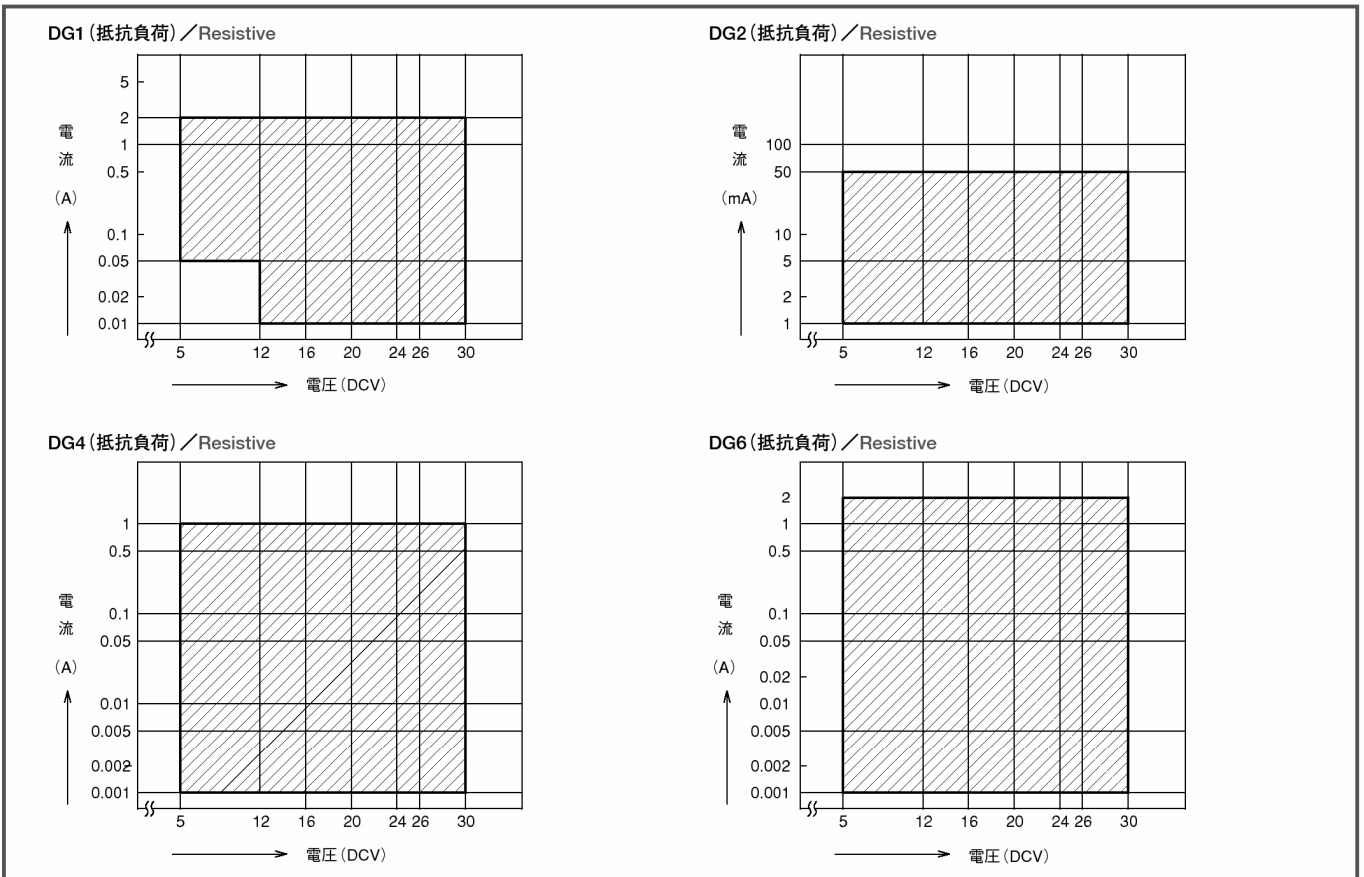 DG1(抵抗負荷)／Resistive
5
2
1
0.5
0.1
0.05
0.02
0.01
電
流
(A)
5 12 16 20 24 26 30
電圧(DCV)
DG2(抵抗負荷)／Resistive
100
50
10
5
2
1
電
流
(mA)
5 12 16 20 24 26 30
電圧(DCV)
DG4(抵抗負荷)／Resistive
1
0.5
0.1
0.05
0.01
0.005
0.002
0.001
電
流
(A)
5 12 16 20 24 26 30
電圧(DCV)
DG6(抵抗負荷)／Resistive
2
1
0.5
0.1
0.05
0.02
0.01
0.005
0.002
0.001
電
流
(A)
5 12 16 20 24 26 30
電圧(DCV)